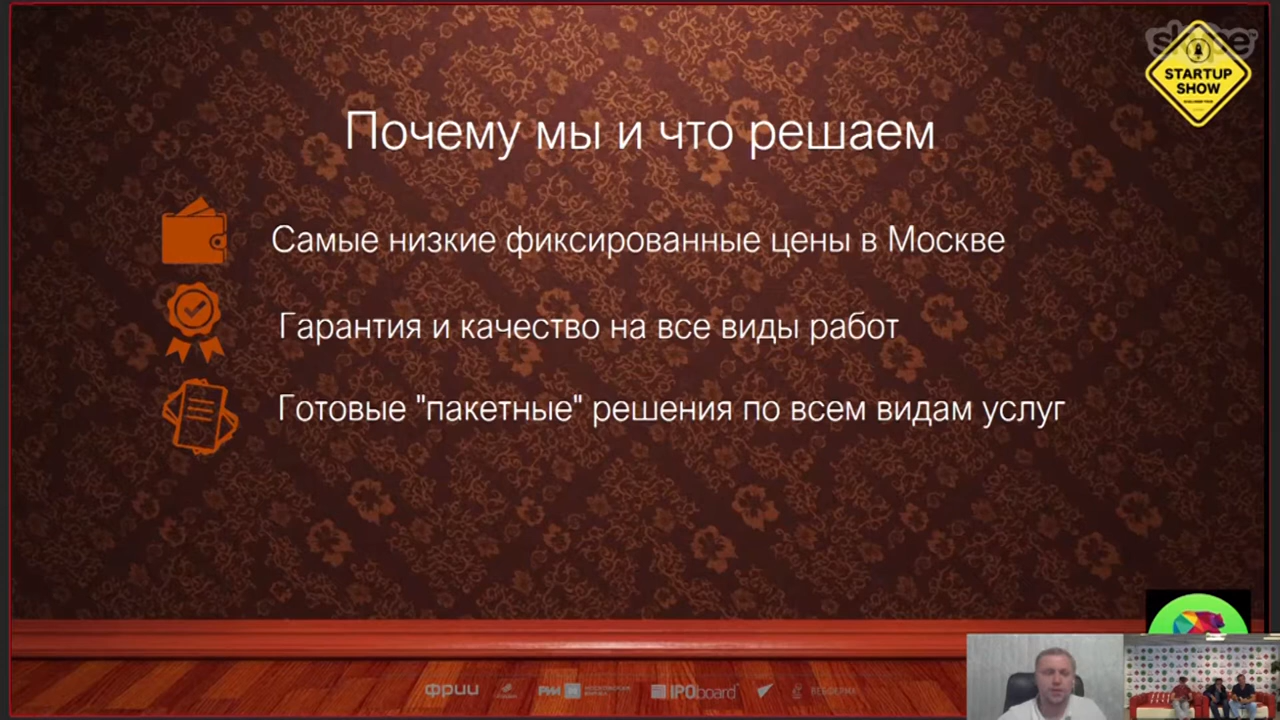 STARTUP
SHOW
Почему мы и что решаем
Самые низкие фиксированные цены в Москве
Гарантия и качество на все виды работ
Готовые "пакетные" решения по всем видам услуг
фрии
IPOboard